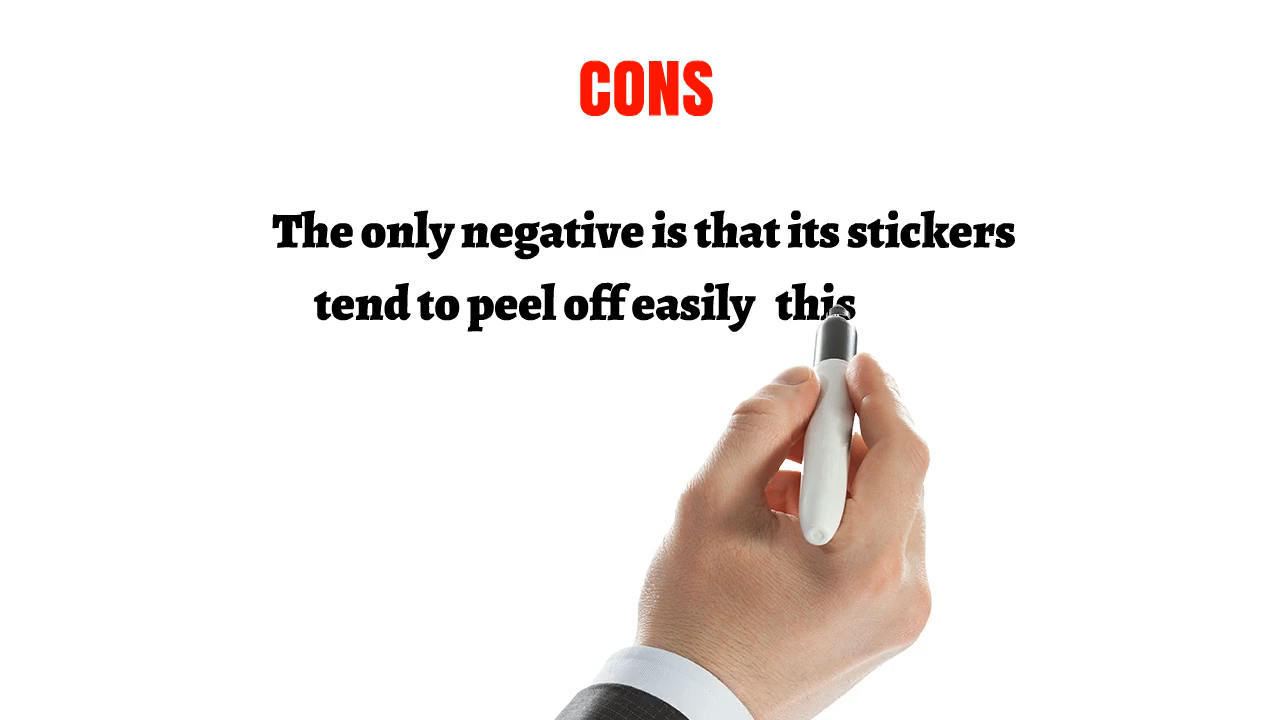 CONS
The only negative is that its stickers
tend to peel off easily this